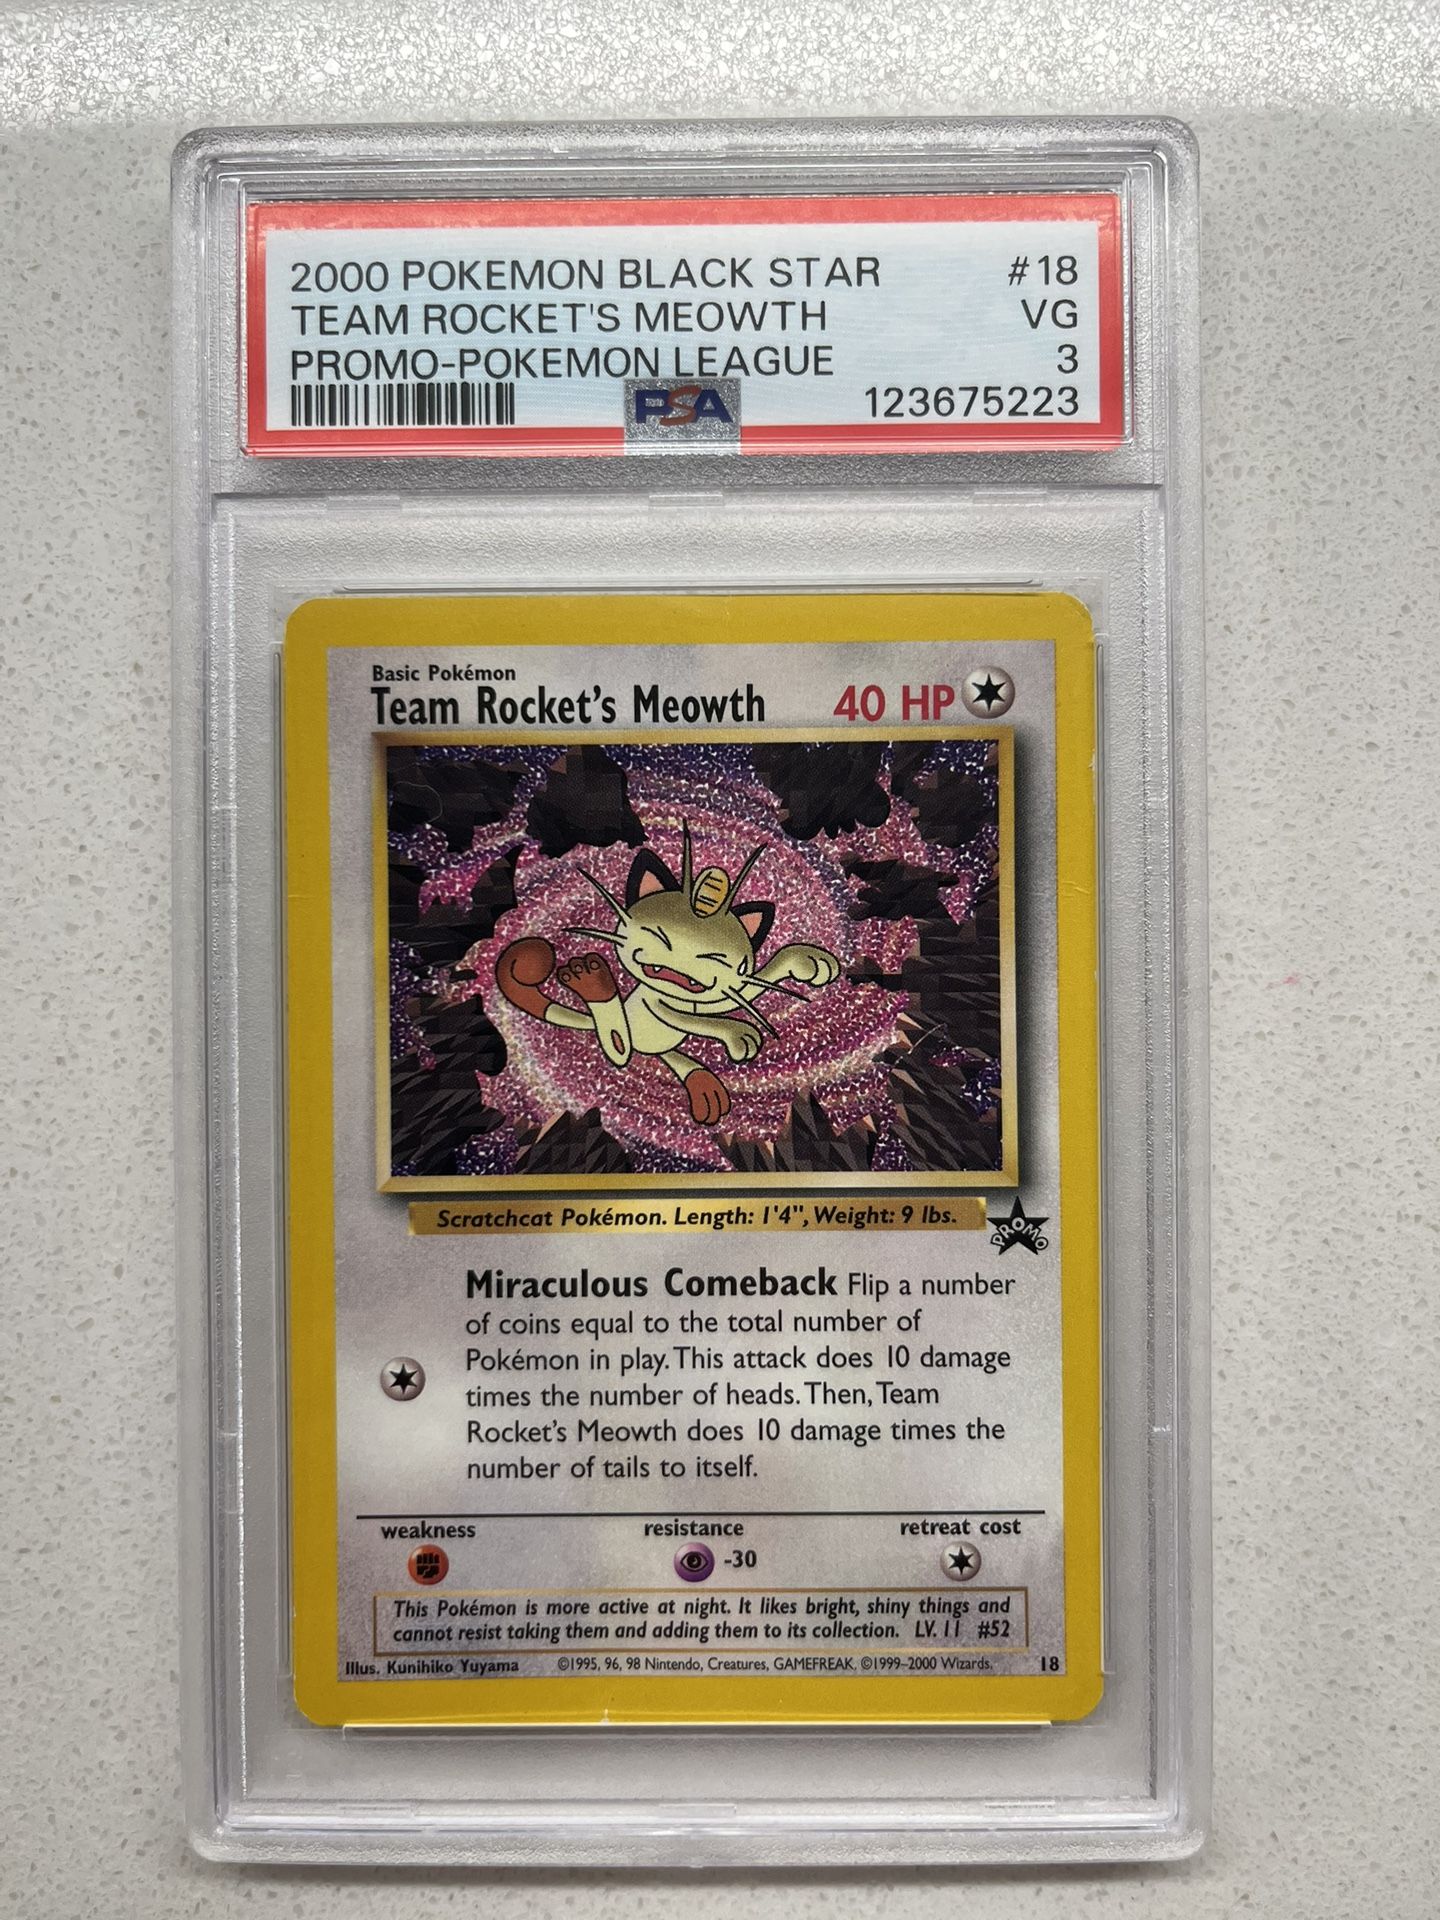 2000 POKEMON BLACK STAR #18
TEAM ROCKET'S MEOWTH VG
PROMO-POKEMON LEAGUE 3
PSA 123675223
Basic Pokémon
Team Rocket's Meowth 40 HP
Scratchcat Pokémon. Length: 1'4", Weight: 9 lbs.
PROMO
Miraculous Comeback Flip a number
of coins equal to the total number of
Pokémon in play. This attack does 10 damage
times the number of heads. Then, Team
Rocket's Meowth does 10 damage times the
number of tails to itself.
weakness resistance retreat cost
-30
This Pokémon is more active at night. It likes bright, shiny things and
cannot resist taking them and adding them to its collection. LV. 11 #52
Illus. Kunihiko Yuyama ©1995, 96, 98 Nintendo, Creatures, GAMEFREAK. ©1999–2000 Wizards. 18